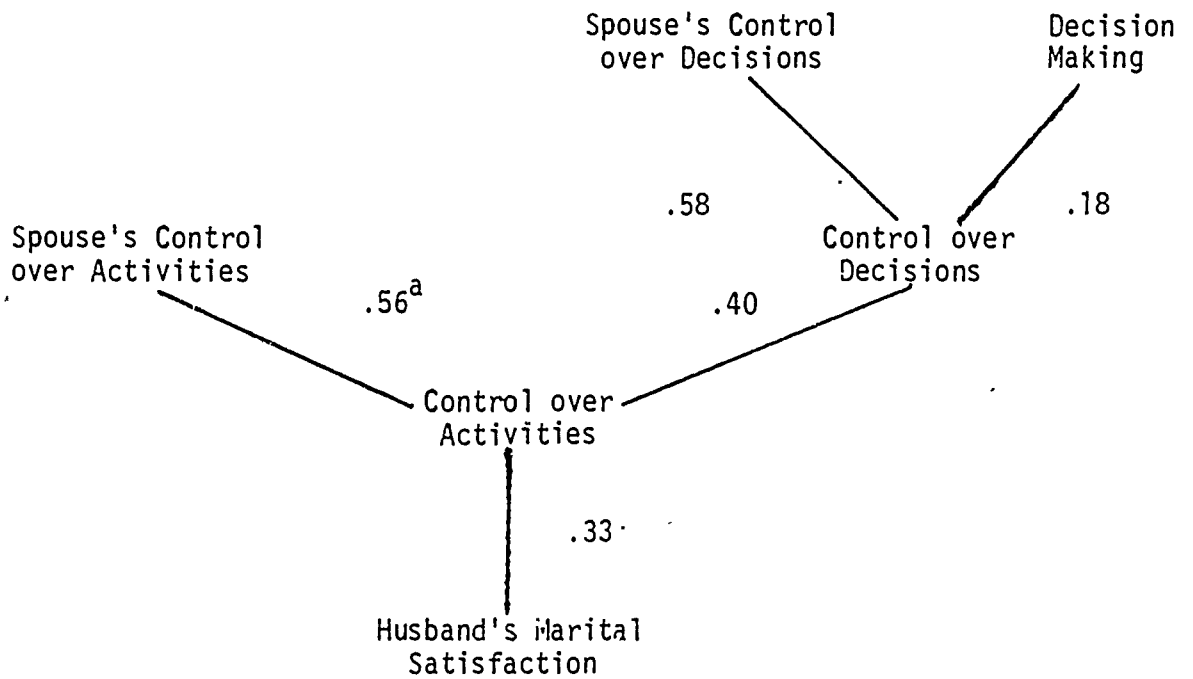 Spouse's Control
over Decisions
Decision
Making
.58
.18
Spouse's Control
over Activities
Control over
Decisions
.56a
.40
Control over
Activities
.33
Husband's Marital
Satisfaction